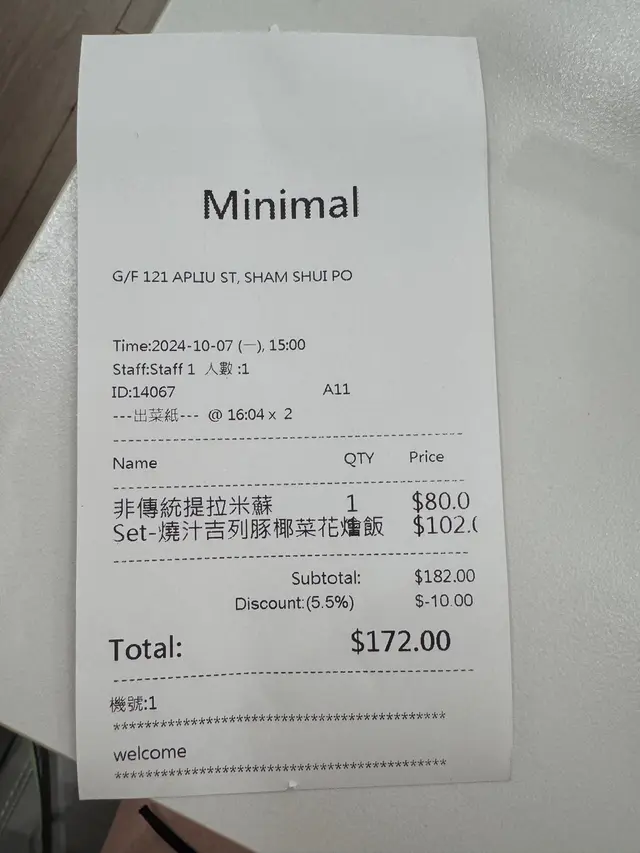 Minimal
G/F 121 APLIU ST, SHAM SHUI PO
Time:2024-10-07 (一), 15:00
Staff:Staff 1 人數 :1
ID:14067 A11
---出菜紙--- @ 16:04 x 2
Name QTY Price
非傳統提拉米蘇 1 $80.0
Set-燒汁吉列豚椰菜花燴飯 $102.0
Subtotal: $182.00
Discount:(5.5%) $-10.00
Total: $172.00
機號:1
********************************************
welcome
********************************************